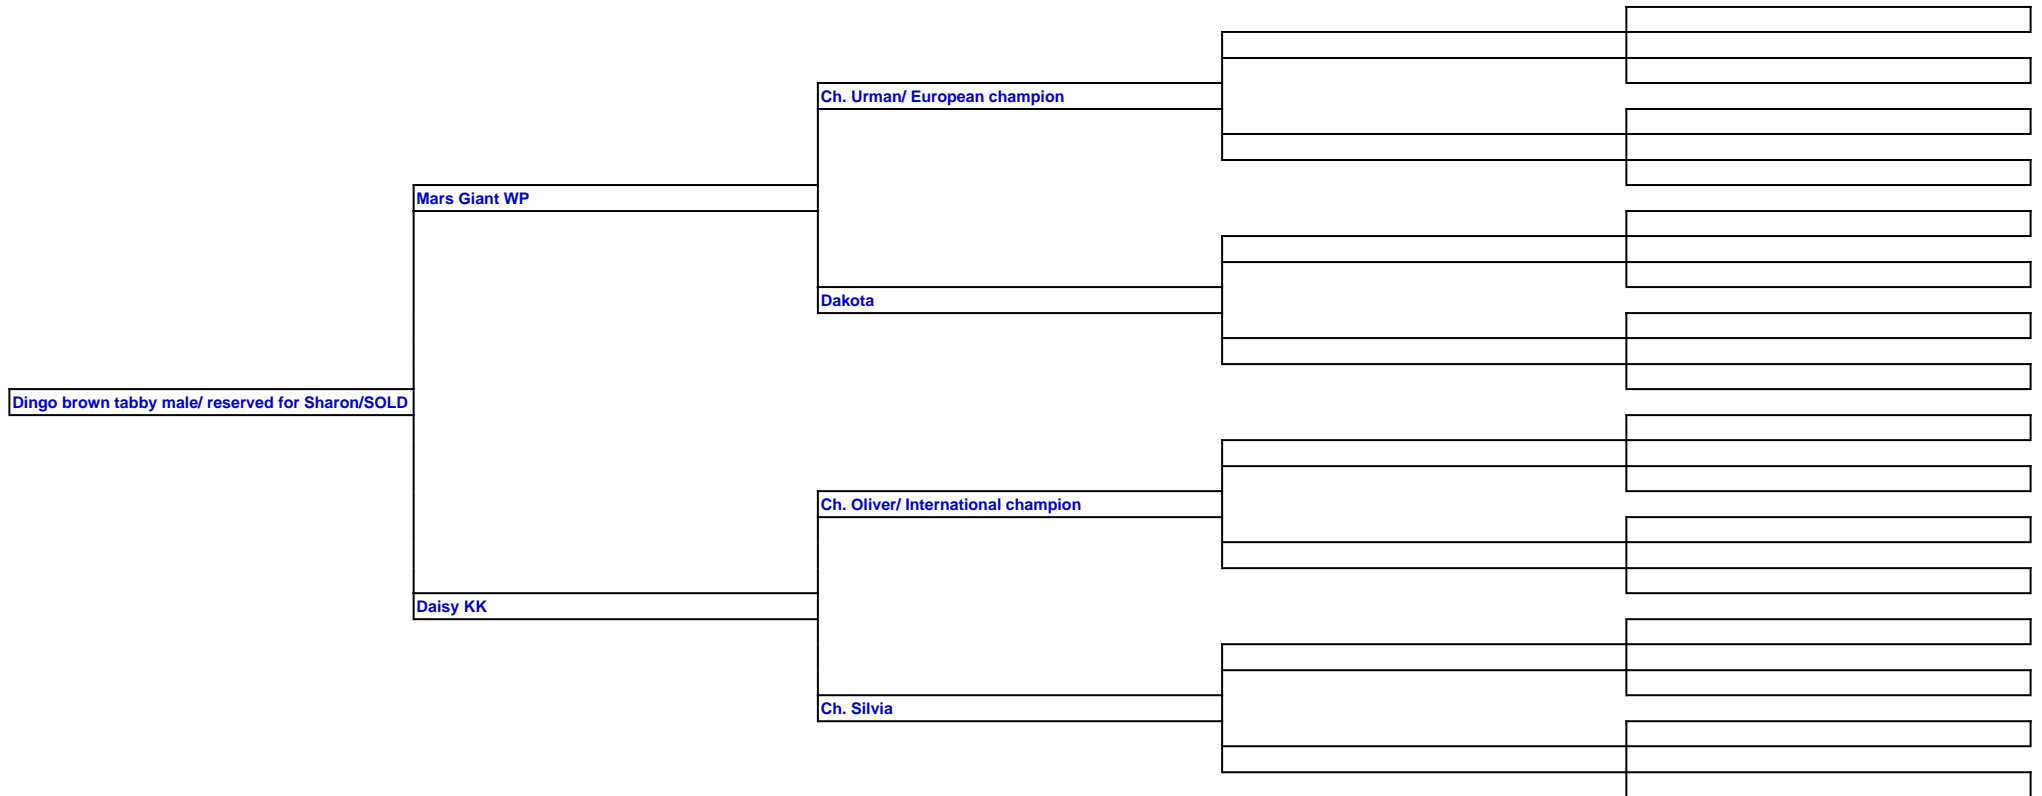 Ch. Urman/ European champion
Mars Giant WP
Dakota
Dingo brown tabby male/ reserved for Sharon/SOLD
Ch. Oliver/ International champion
Daisy KK
Ch. Silvia